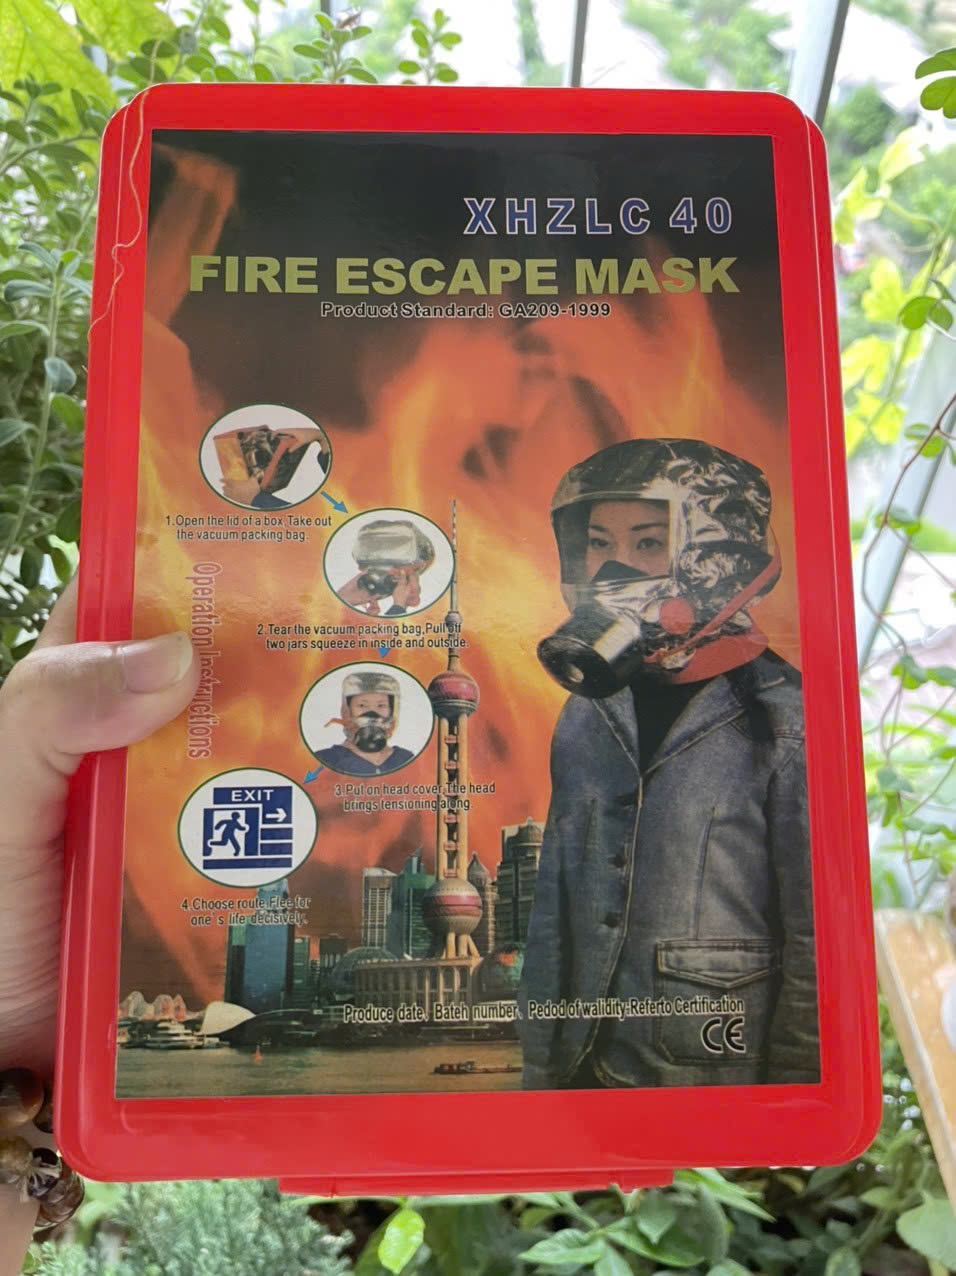 XHZLC 40
FIRE ESCAPE MASK
Product Standard: GA209-1999
Operation Instructions
1.Open the lid of a box,Take out
the vacuum packing bag.
2.Tear the vacuum packing bag,Pull off
two jars squeeze in inside and outside.
3.Put on head cover,The head
brings tensioning along.
EXIT
4.Choose route.Flee for
one's life decisively.
Produce date、Bateh number、Pedod of walidity:Referto Certification
CE